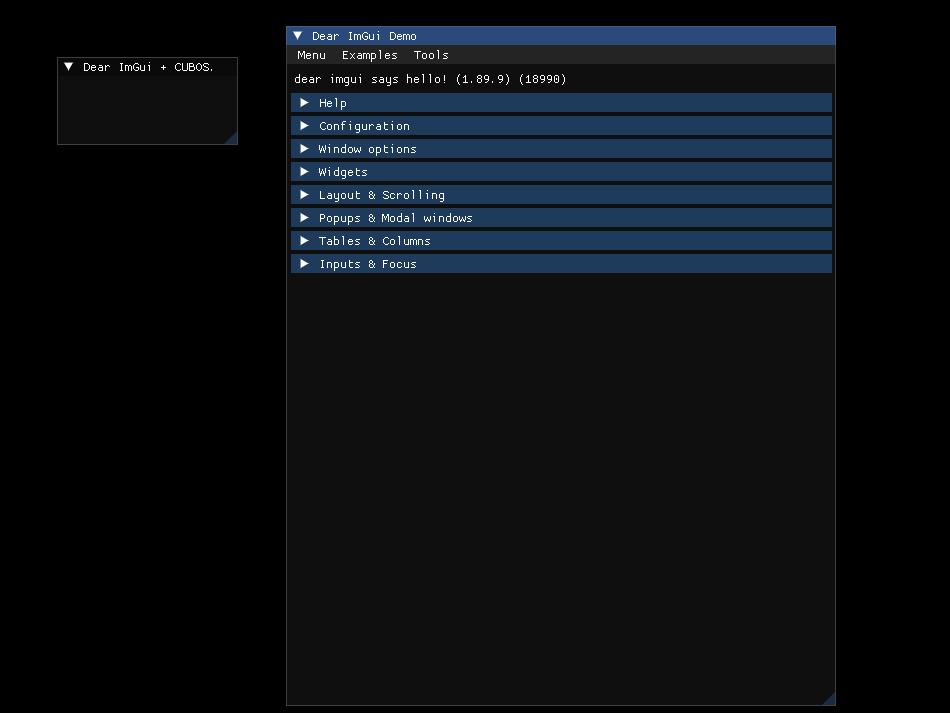 Dear ImGui + CUBOS.
Dear ImGui Demo
Menu Examples Tools
dear imgui says hello! (1.89.9) (18990)
Help
Configuration
Window options
Widgets
Layout & Scrolling
Popups & Modal windows
Tables & Columns
Inputs & Focus